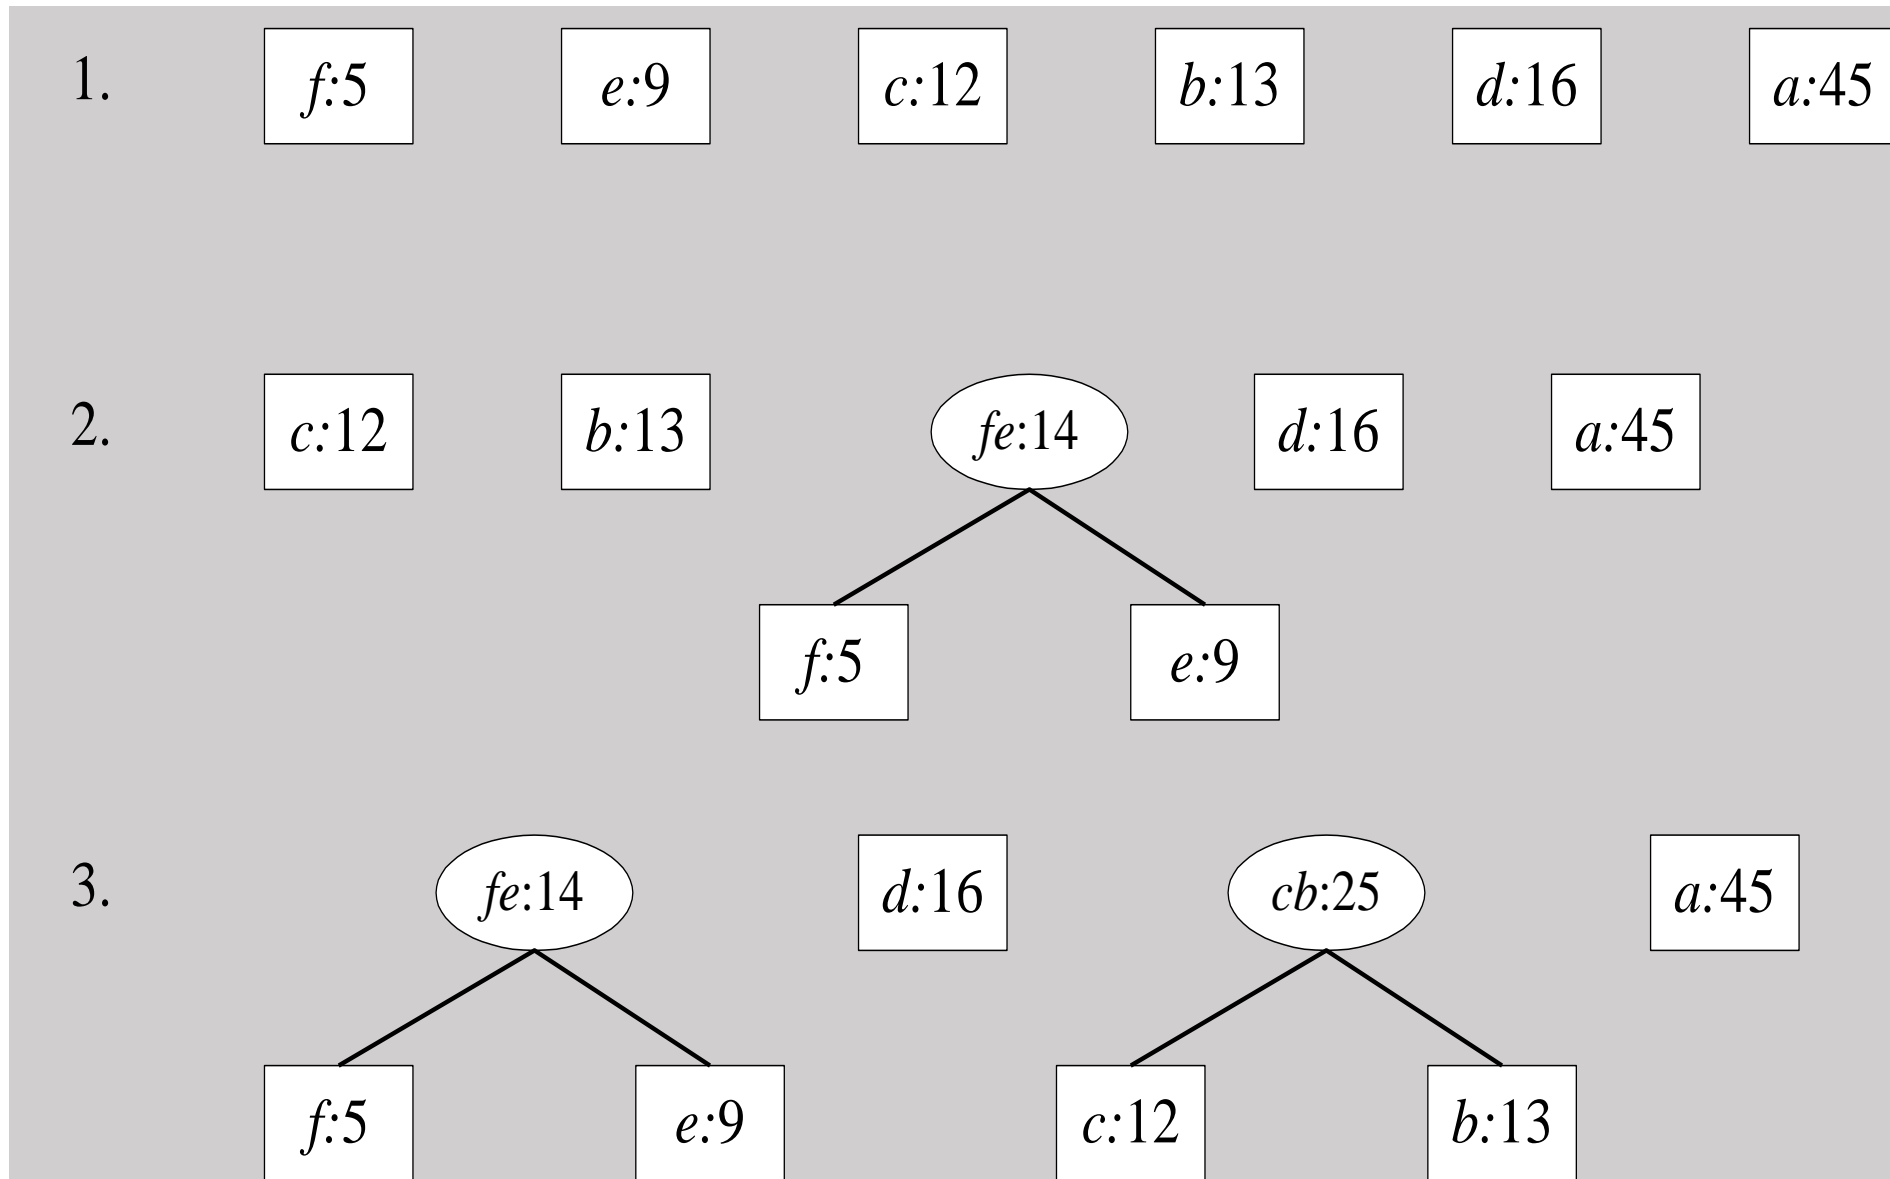 1. f:5 e:9 c:12 b:13 d:16 a:45
2. c:12 b:13 fe:14 d:16 a:45
f:5 e:9
3. fe:14 d:16 cb:25 a:45
f:5 e:9 c:12 b:13